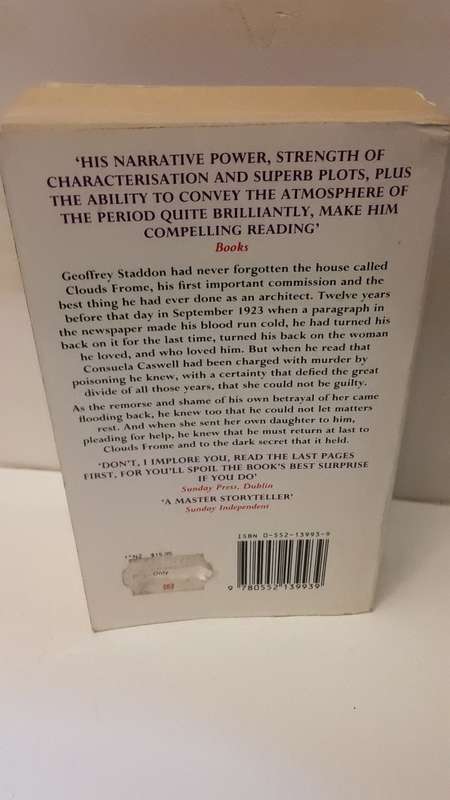 'HIS NARRATIVE POWER, STRENGTH OF
CHARACTERISATION AND SUPERB PLOTS, PLUS
THE ABILITY TO CONVEY THE ATMOSPHERE OF
THE PERIOD QUITE BRILLIANTLY, MAKE HIM
COMPELLING READING'
Books
Geoffrey Staddon had never forgotten the house called
Clouds Frome, his first important commission and the
best thing he had ever done as an architect. Twelve years
before that day in September 1923 when a paragraph in
the newspaper made his blood run cold, he had turned his
back on it for the last time, turned his back on the woman
he loved, and who loved him. But when he read that
Consuela Caswell had been charged with murder by
poisoning he knew, with a certainty that defied the great
divide of all those years, that she could not be guilty.
As the remorse and shame of his own betrayal of her came
flooding back, he knew too that he could not let matters
rest. And when she sent her own daughter to him,
pleading for help, he knew that he must return at last to
Clouds Frome and to the dark secret that it held.
'DON'T, I IMPLORE YOU, READ THE LAST PAGES
FIRST, FOR YOU'LL SPOIL THE BOOK'S BEST SURPRISE
IF YOU DO'
Sunday Press, Dublin
'A MASTER STORYTELLER'
Sunday Independent
ISBN 0-552-13993-9
Only
9 780552 139939